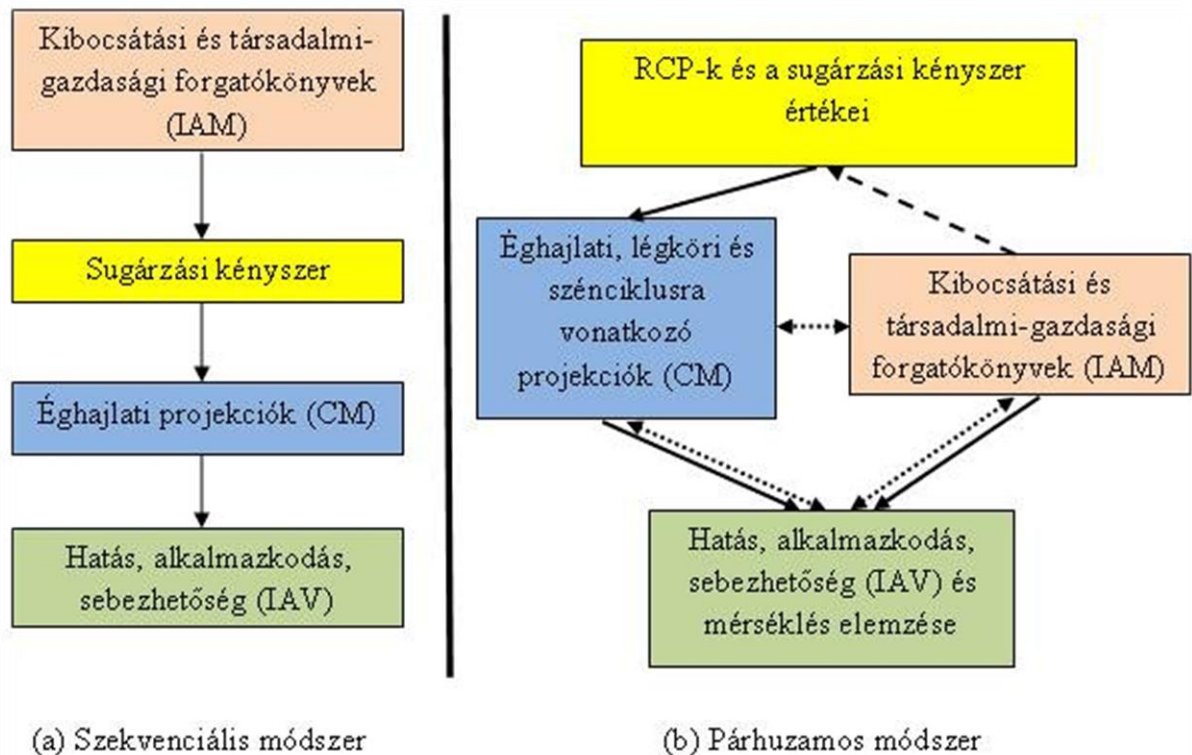 Kibocsátási és társadalmi-
gazdasági forgatókönyvek
(IAM)
Sugárzási kényszer
Éghajlati projekciók (CM)
Hatás, alkalmazkodás,
sebezhetőség (IAV)
(a) Szekvenciális módszer
RCP-k és a sugárzási kényszer
értékei
Éghajlati, légköri és
szénciklusra
vonatkozó
projekciók (CM)
Kibocsátási és
társadalmi-gazdasági
forgatókönyvek (IAM)
Hatás, alkalmazkodás,
sebezhetőség (IAV) és
mérséklés elemzése
(b) Párhuzamos módszer